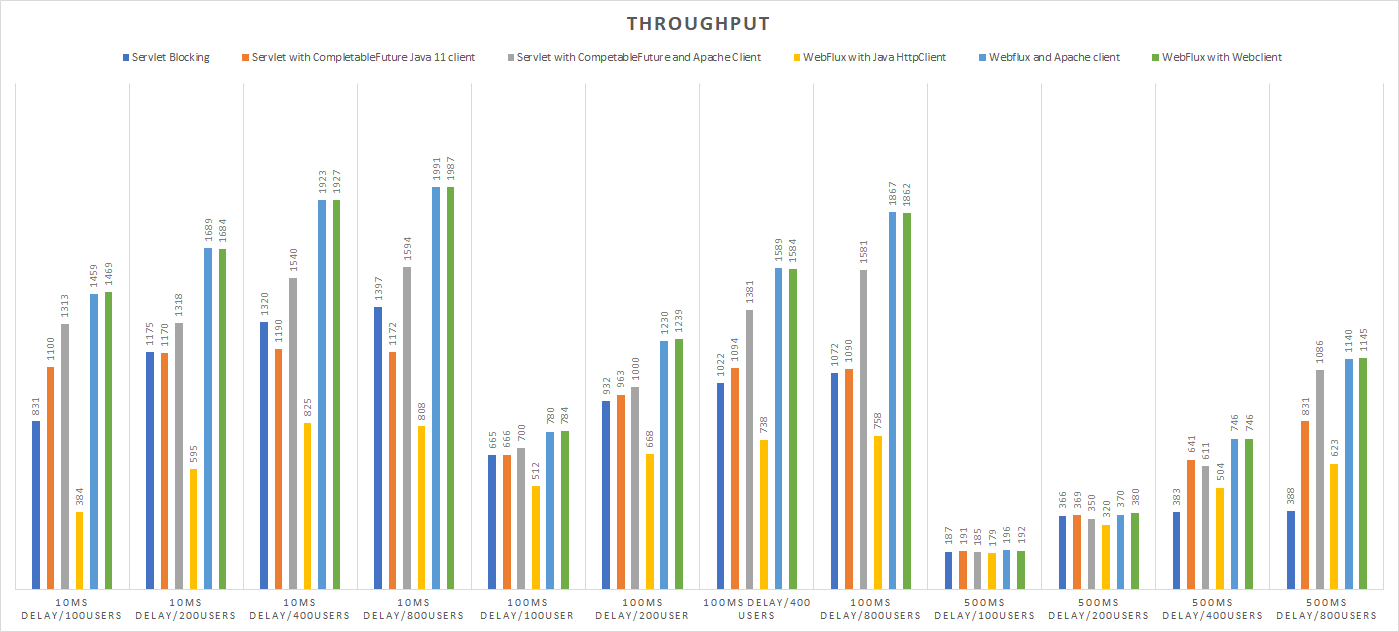 THROUGHPUT
Servlet Blocking
Servlet with CompletableFuture Java 11 client
Servlet with CompetableFuture and Apache Client
WebFlux with Java HttpClient
Webflux and Apache client
WebFlux with Webclient
831
1100
1313
384
1459
1469
1175
1170
1318
595
1689
1684
1320
1190
1540
825
1923
1927
1397
1172
1594
808
1991
1987
665
666
700
512
780
784
932
963
1000
668
1230
1239
1022
1094
1381
738
1589
1584
1072
1090
1581
758
1867
1862
187
191
185
179
196
192
366
369
350
320
370
380
383
641
611
504
746
746
388
831
1086
623
1140
1145
10MS
DELAY/100USERS
10MS
DELAY/200USERS
10MS
DELAY/400USERS
10MS
DELAY/800USERS
100MS
DELAY/100USER
100MS
DELAY/200USER
100MS DELAY/400
USERS
100MS
DELAY/800USERS
500MS
DELAY/100USERS
500MS
DELAY/200USERS
500MS
DELAY/400USERS
500MS
DELAY/800USERS